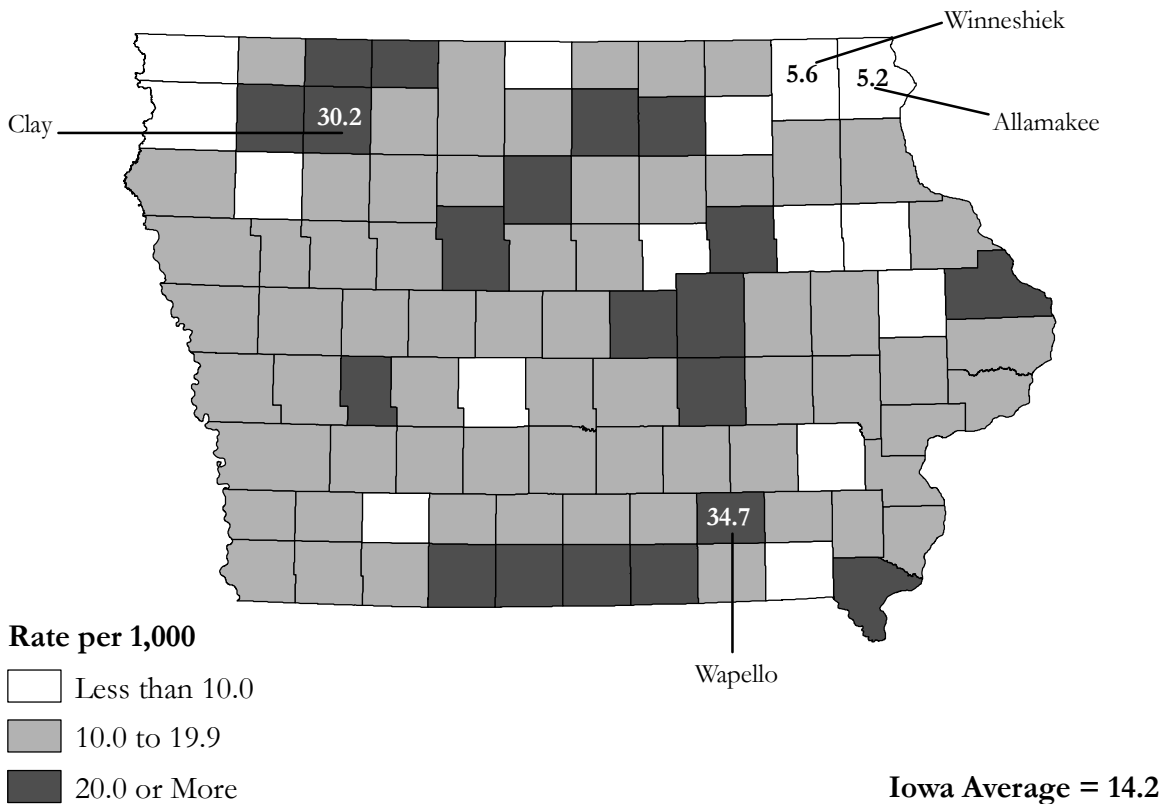 Winneshiek
5.6
5.2
30.2
Clay
Allamakee
34.7
Wapello
Rate per 1,000
Less than 10.0
10.0 to 19.9
20.0 or More
Iowa Average = 14.2